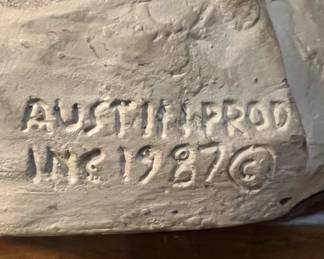 AUSTIN PROD
INC 1987 ©